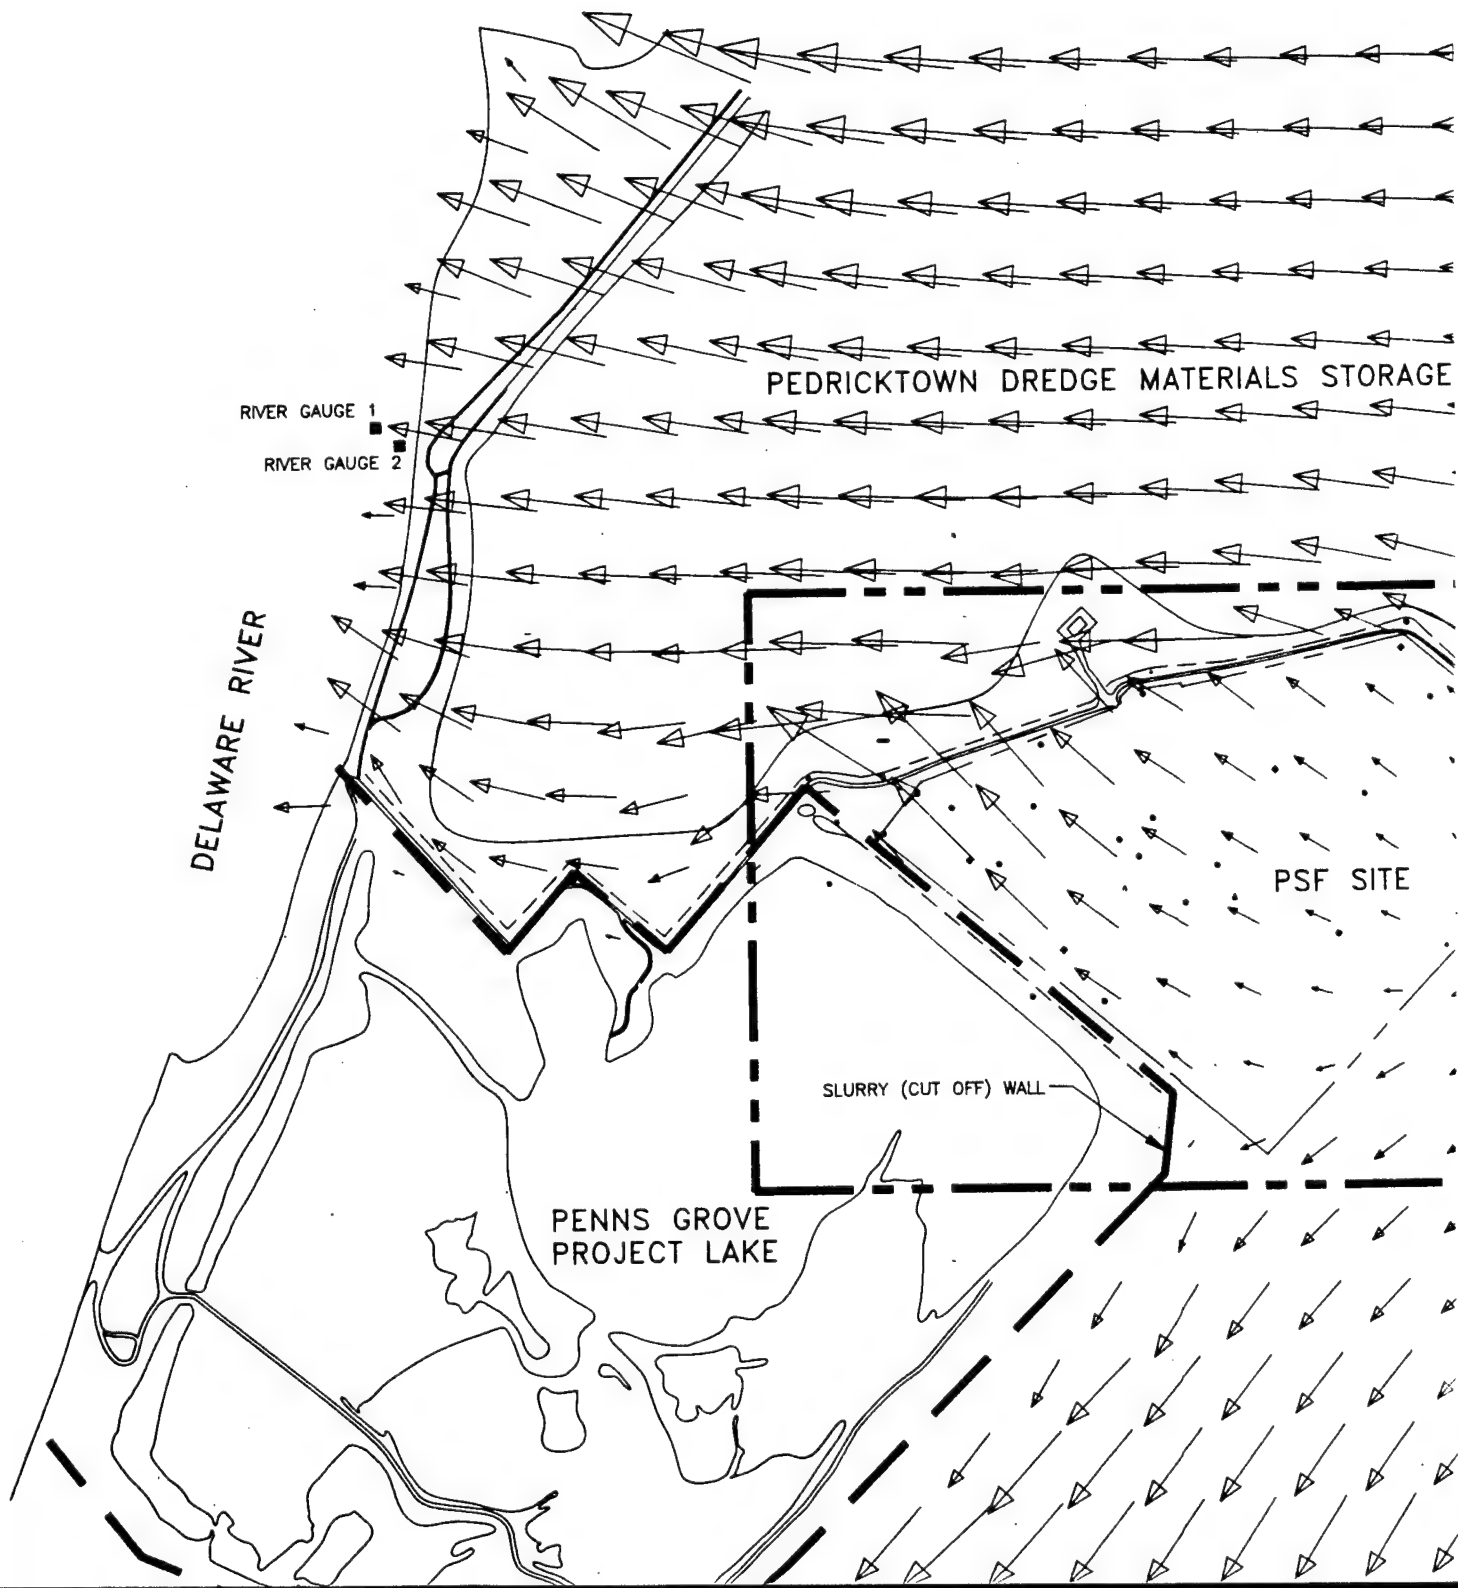 PEDRICKTOWN DREDGE MATERIALS STORAGE
RIVER GAUGE 1
RIVER GAUGE 2
DELAWARE RIVER
PSF SITE
SLURRY (CUT OFF) WALL
PENNS GROVE
PROJECT LAKE